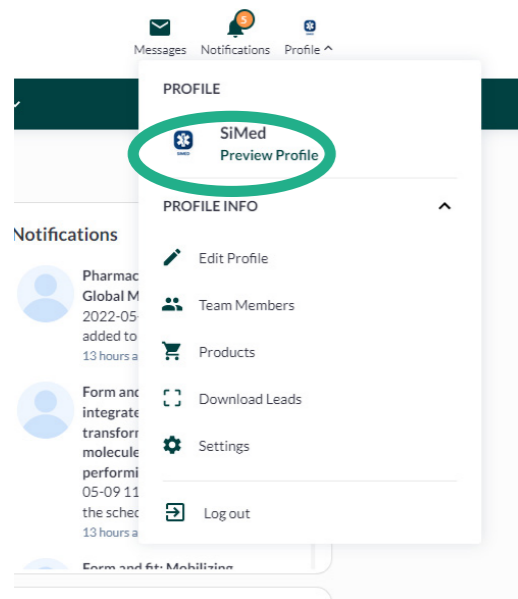 5
Messages Notifications Profile
PROFILE
SiMed
Preview Profile
PROFILE INFO
Edit Profile
Team Members
Products
Download Leads
Settings
Log out
Notifications
Pharmac
Global M
2022-05-
added to
13 hours a
Form and
integrate
transform
molecule
performi
05-09 11
the sched
13 hours a
Form and fit: Mobilizing